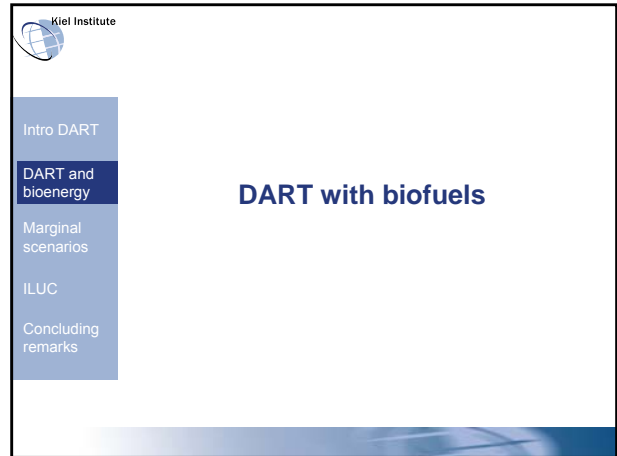 Kiel Institute
Intro DART
DART and
bioenergy
Marginal
scenarios
ILUC
Concluding
remarks
DART with biofuels